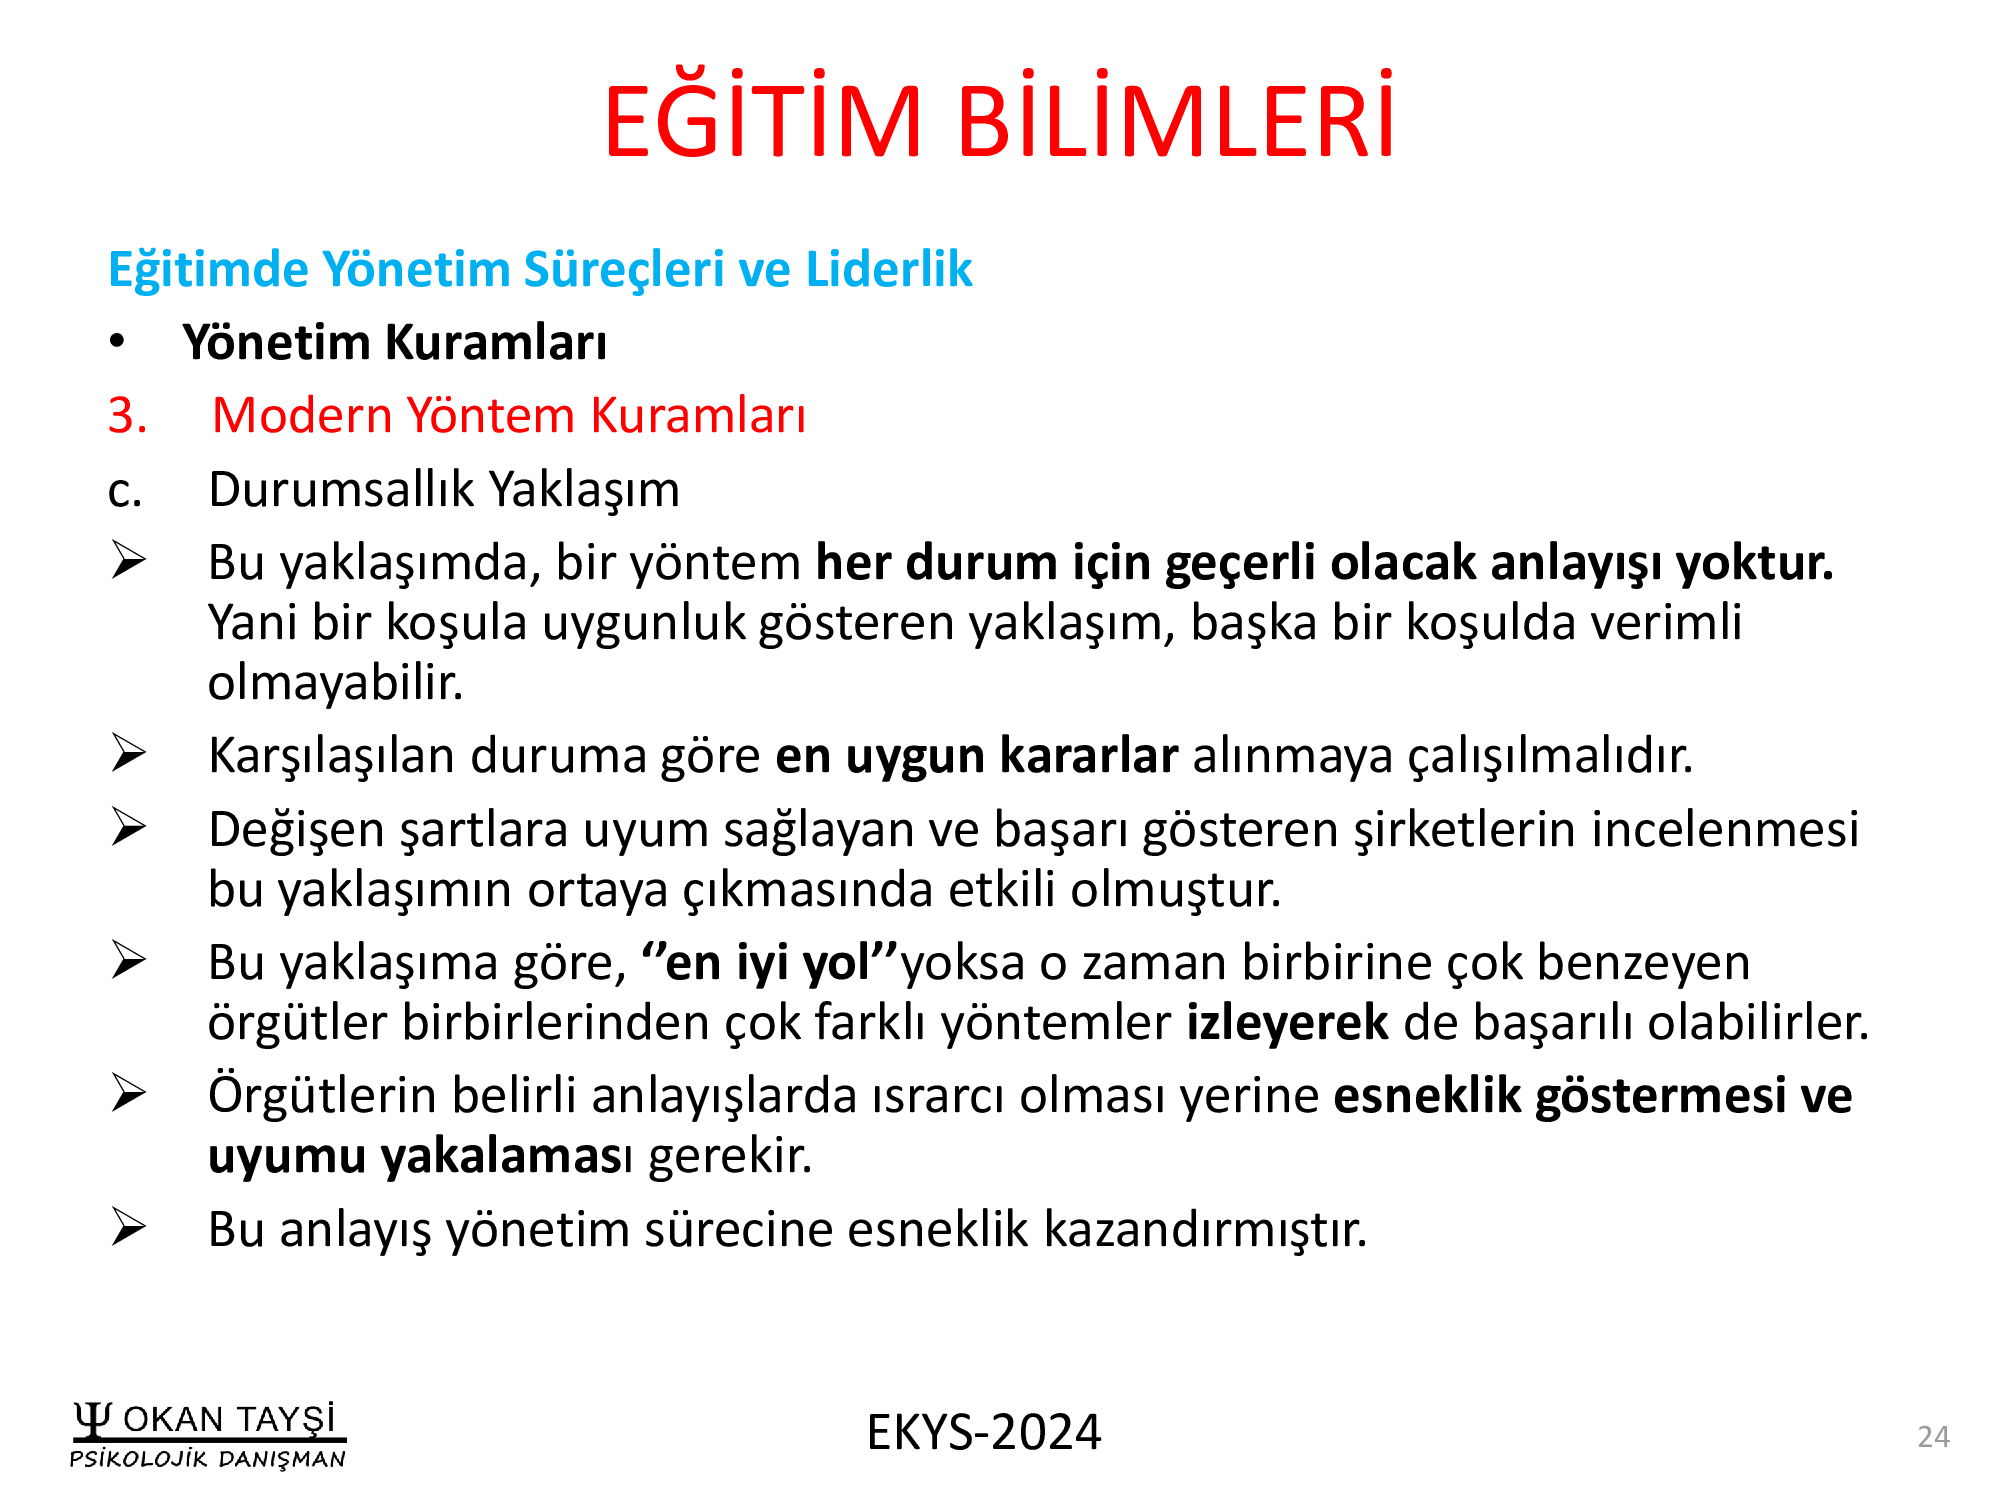 EĞİTİM BİLİMLERİ
Eğitimde Yönetim Süreçleri ve Liderlik
• Yönetim Kuramları
3. Modern Yöntem Kuramları
c. Durumsallık Yaklaşım
➢ Bu yaklaşımda, bir yöntem her durum için geçerli olacak anlayışı yoktur.
Yani bir koşula uygunluk gösteren yaklaşım, başka bir koşulda verimli
olmayabilir.
➢ Karşılaşılan duruma göre en uygun kararlar alınmaya çalışılmalıdır.
➢ Değişen şartlara uyum sağlayan ve başarı gösteren şirketlerin incelenmesi
bu yaklaşımın ortaya çıkmasında etkili olmuştur.
➢ Bu yaklaşıma göre, ‘’en iyi yol’’yoksa o zaman birbirine çok benzeyen
örgütler birbirlerinden çok farklı yöntemler izleyerek de başarılı olabilirler.
➢ Örgütlerin belirli anlayışlarda ısrarcı olması yerine esneklik göstermesi ve
uyumu yakalaması gerekir.
➢ Bu anlayış yönetim sürecine esneklik kazandırmıştır.
Ψ OKAN TAYŞİ
PSİKOLOJİK DANIŞMAN
EKYS-2024
24